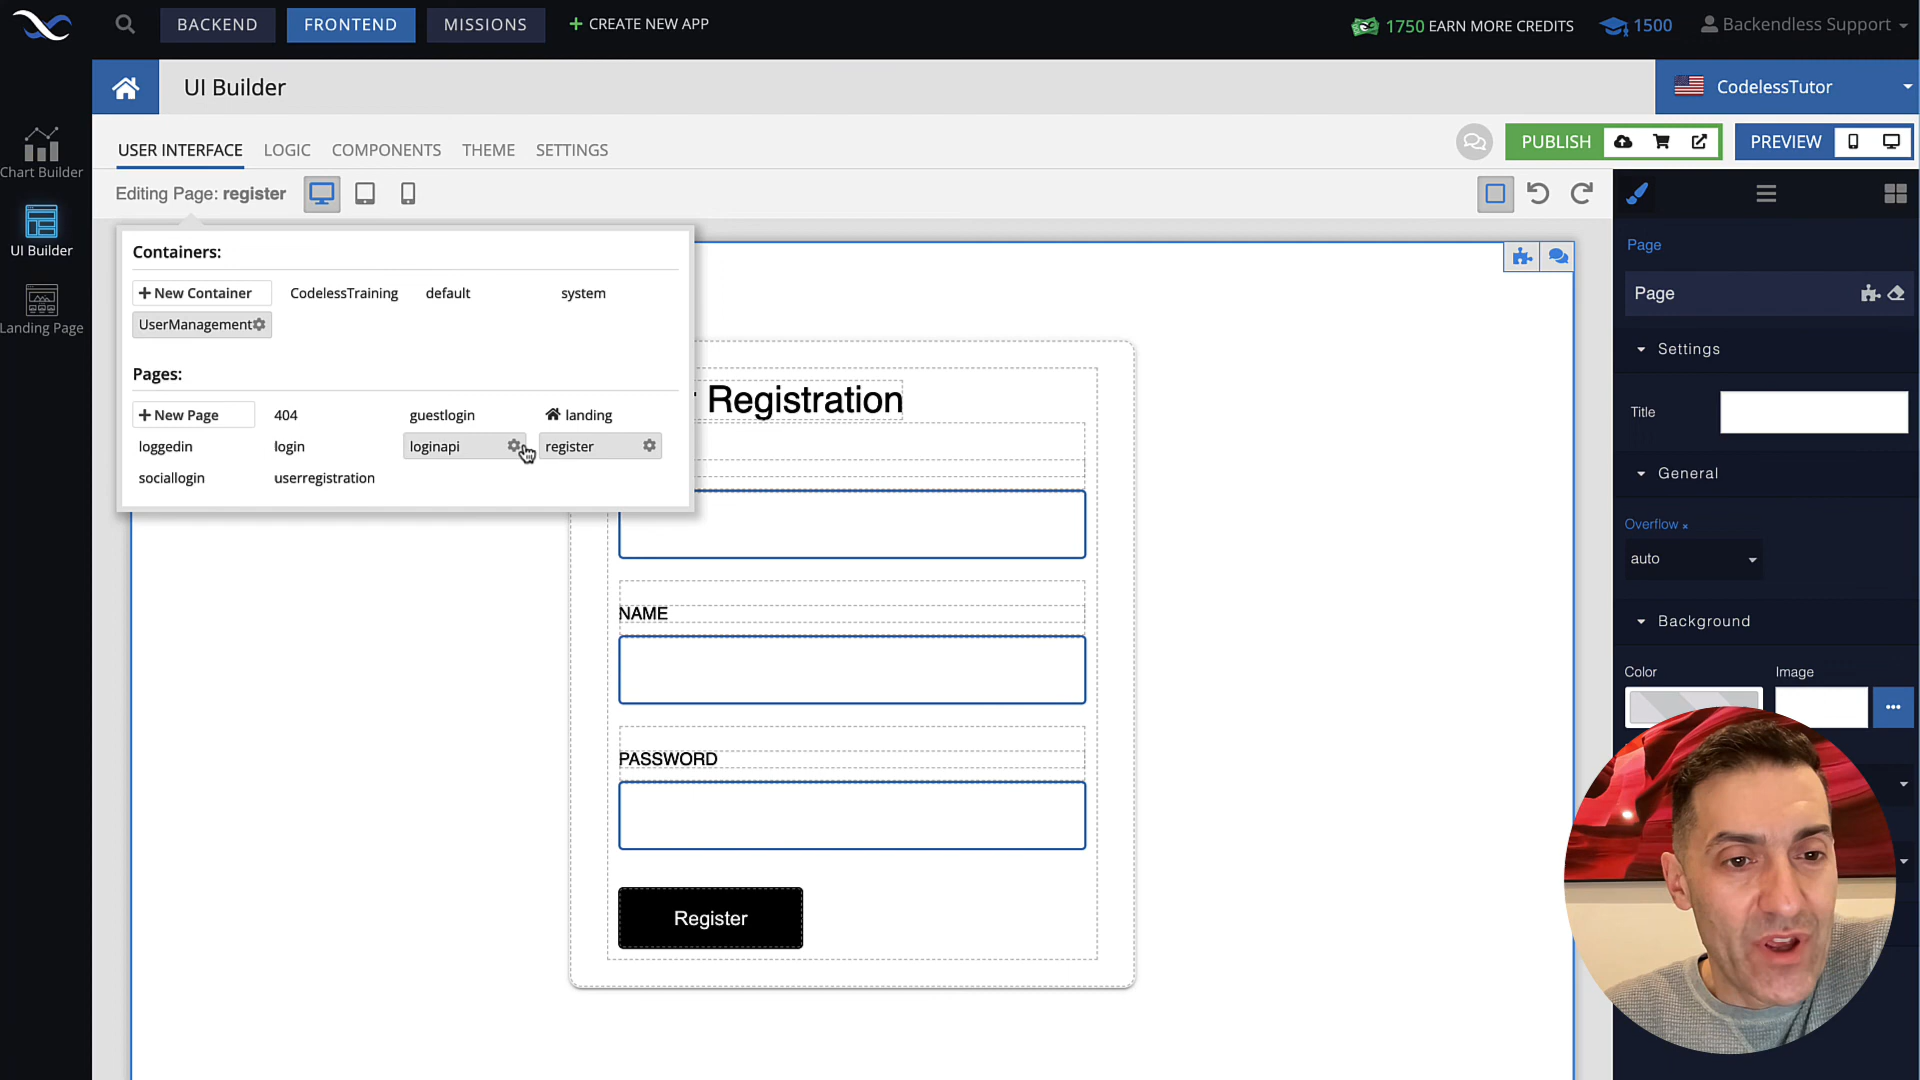 BACKEND FRONTEND MISSIONS + CREATE NEW APP 1750 EARN MORE CREDITS 1500 Backendless Support
UI Builder CodelessTutor
USER INTERFACE LOGIC COMPONENTS THEME SETTINGS PUBLISH PREVIEW
Chart Builder
UI Builder
Landing Page
Editing Page: register
Containers:
+ New Container CodelessTraining default system
UserManagement
Pages:
+ New Page 404 guestlogin landing
loggedin login loginapi register
sociallogin userregistration
Registration
NAME
PASSWORD
Register
Page
Page
Settings
Title
General
Overflow ×
auto
Background
Color Image